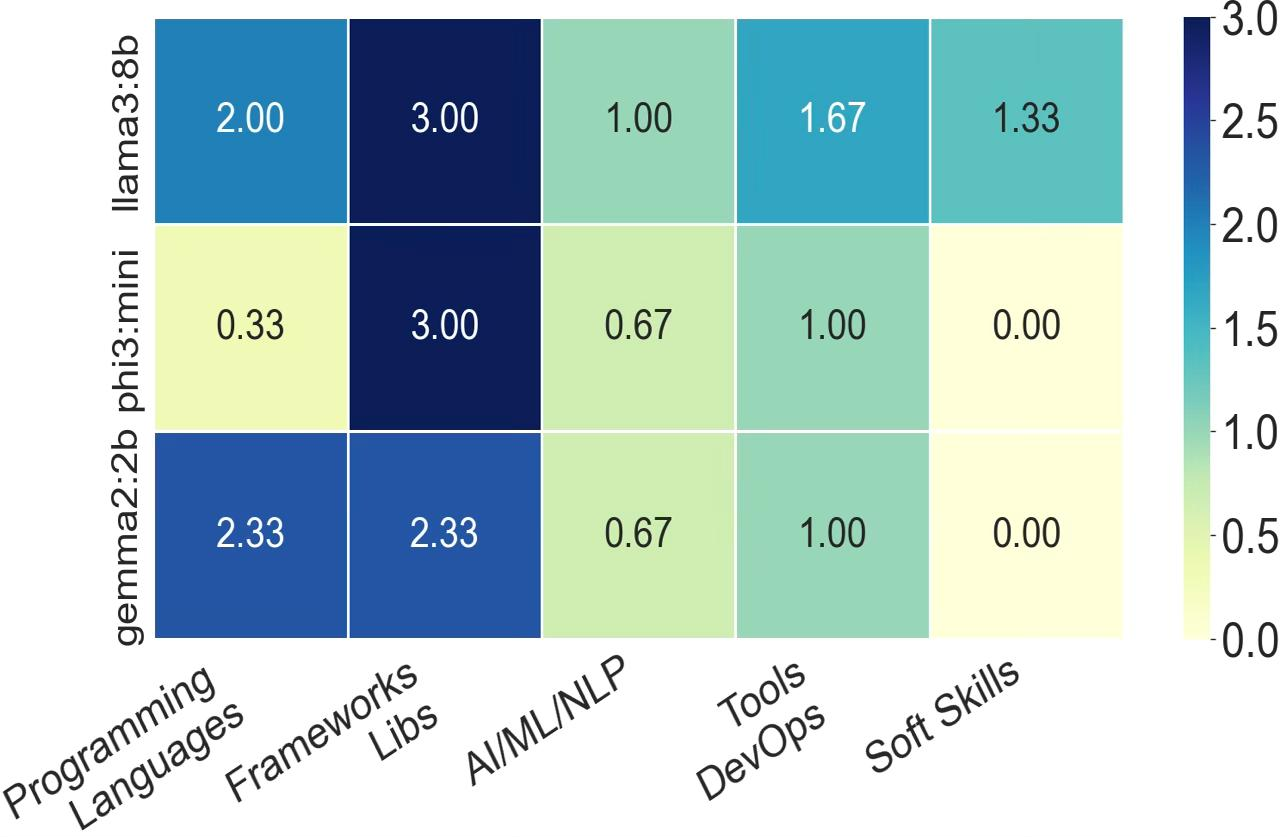 llama3:8b
2.00
3.00
1.00
1.67
1.33
phi3:mini
0.33
3.00
0.67
1.00
0.00
gemma2:2b
2.33
2.33
0.67
1.00
0.00
Programming
Languages
Frameworks
Libs
AI/ML/NLP
Tools
DevOps
Soft Skills
3.0
2.5
2.0
1.5
1.0
0.5
0.0